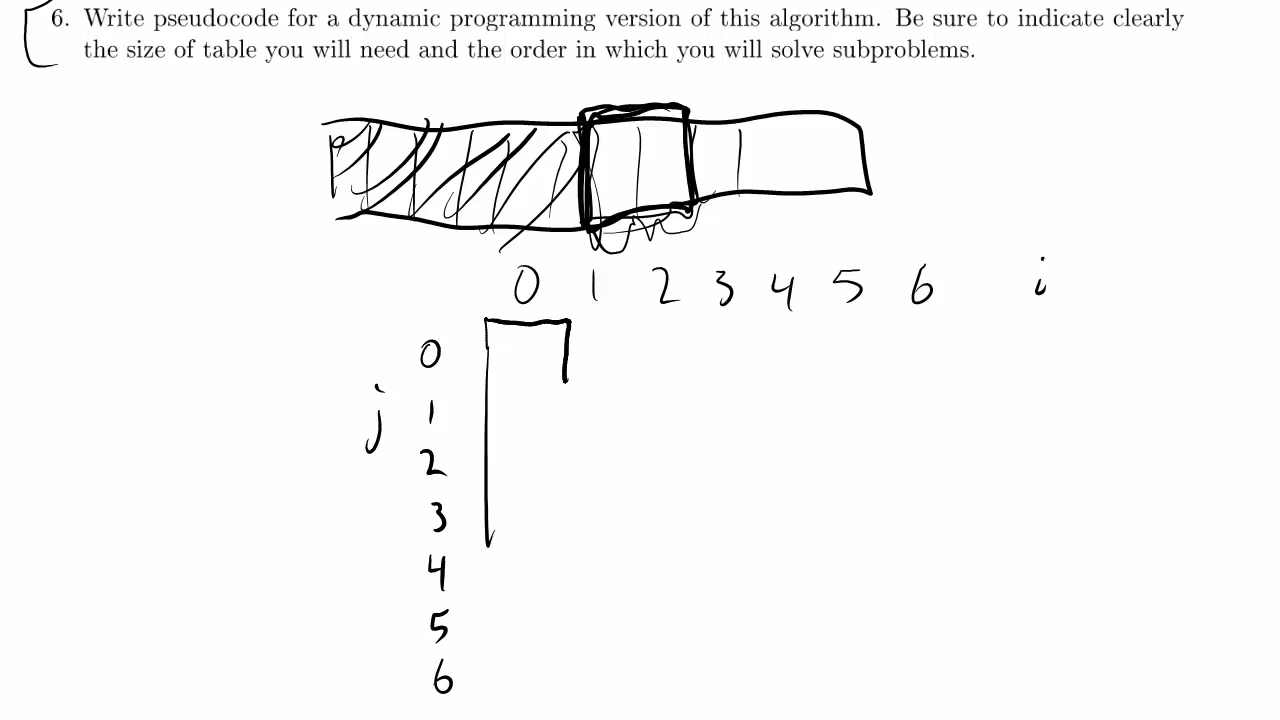 6. Write pseudocode for a dynamic programming version of this algorithm. Be sure to indicate clearly
the size of table you will need and the order in which you will solve subproblems.
0 1 2 3 4 5 6 i
0
j 1
2
3
4
5
6